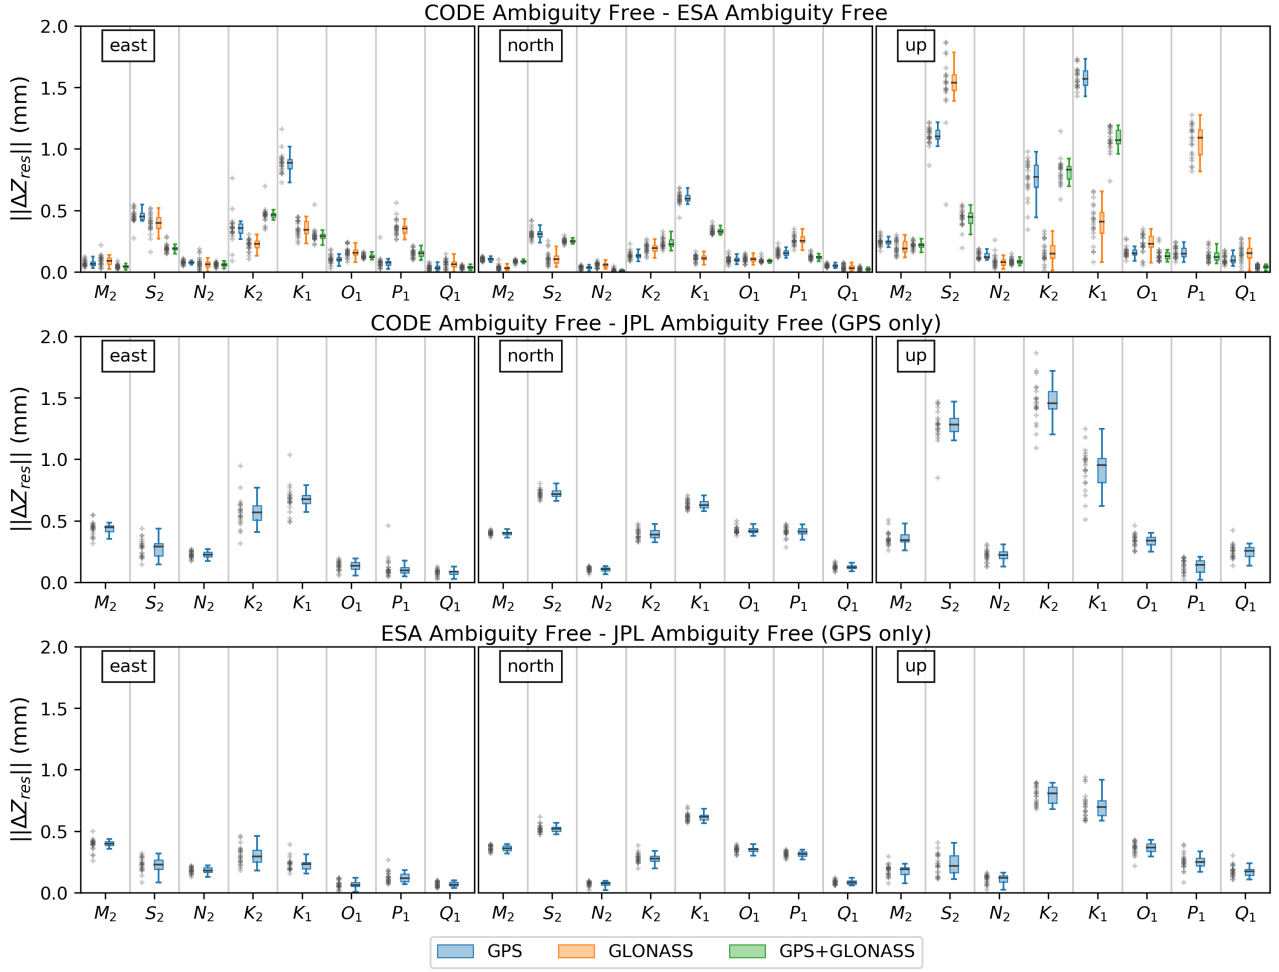 CODE Ambiguity Free - ESA Ambiguity Free
||ΔZ_res|| (mm)
2.0
1.5
1.0
0.5
0.0
east
north
up
M₂ S₂ N₂ K₂ K₁ O₁ P₁ Q₁ M₂ S₂ N₂ K₂ K₁ O₁ P₁ Q₁ M₂ S₂ N₂ K₂ K₁ O₁ P₁ Q₁
CODE Ambiguity Free - JPL Ambiguity Free (GPS only)
||ΔZ_res|| (mm)
2.0
1.5
1.0
0.5
0.0
east
north
up
M₂ S₂ N₂ K₂ K₁ O₁ P₁ Q₁ M₂ S₂ N₂ K₂ K₁ O₁ P₁ Q₁ M₂ S₂ N₂ K₂ K₁ O₁ P₁ Q₁
ESA Ambiguity Free - JPL Ambiguity Free (GPS only)
||ΔZ_res|| (mm)
2.0
1.5
1.0
0.5
0.0
east
north
up
M₂ S₂ N₂ K₂ K₁ O₁ P₁ Q₁ M₂ S₂ N₂ K₂ K₁ O₁ P₁ Q₁ M₂ S₂ N₂ K₂ K₁ O₁ P₁ Q₁
GPS GLONASS GPS+GLONASS